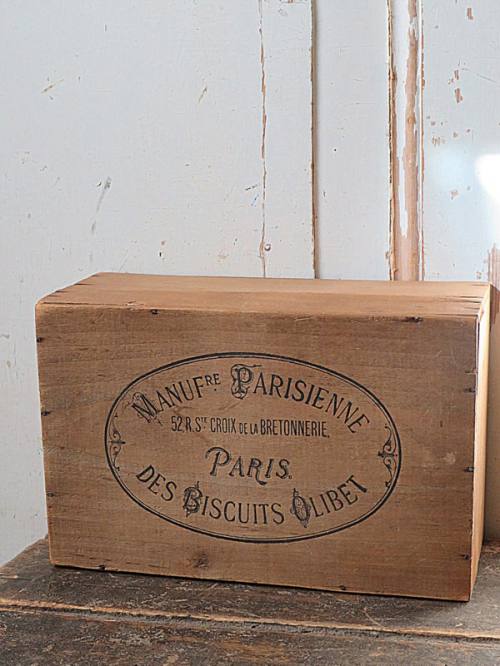 MANUFRE PARISIENNE
52 R. STE CROIX DE LA BRETONNERIE,
PARIS.
DES BISCUITS OLIBET